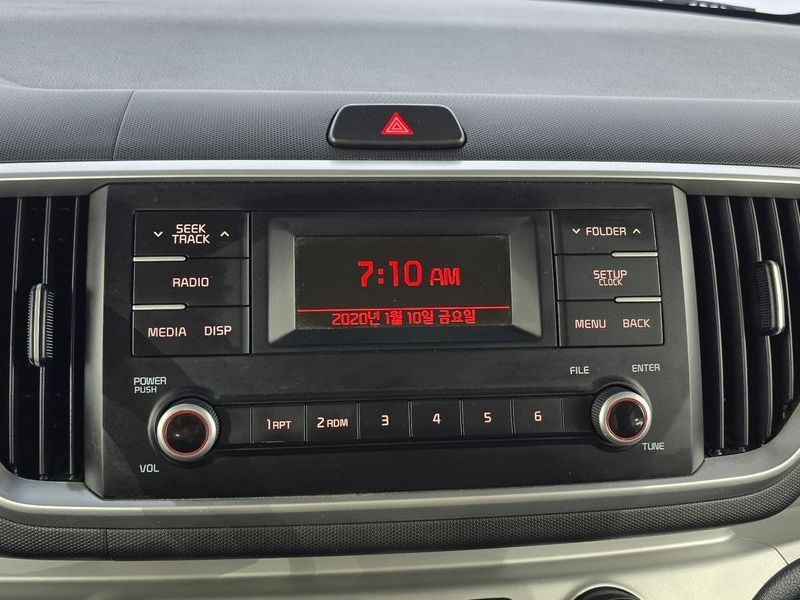 SEEK
TRACK
FOLDER
RADIO
SETUP
CLOCK
MEDIA DISP
MENU BACK
7:10 AM
2020년 1월 10일 금요일
POWER
PUSH
FILE ENTER
1 RPT 2 RDM 3 4 5 6
VOL
TUNE